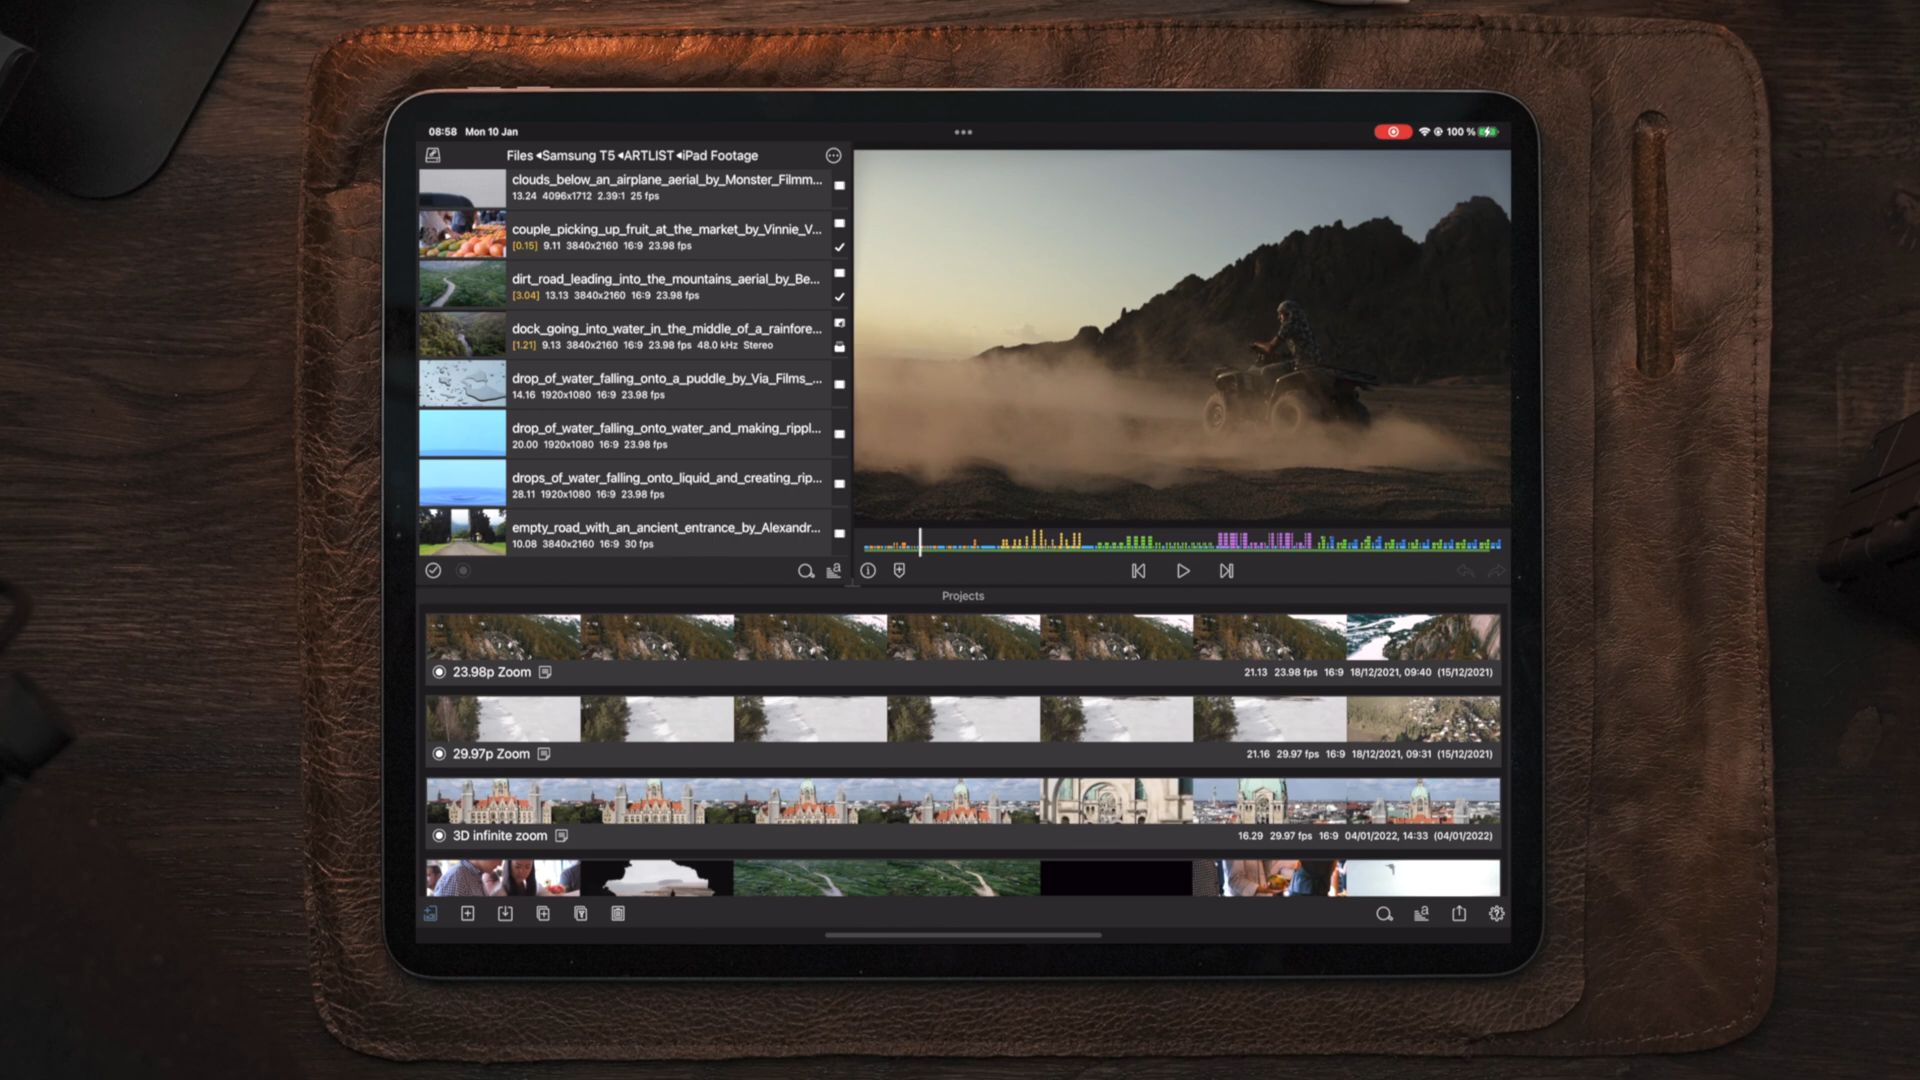 08:58 Mon 10 Jan
100 %
Files ◂Samsung T5 ◂ARTLIST ◂iPad Footage
clouds_below_an_airplane_aerial_by_Monster_Filmm...
13.24 4096x1712 2.39:1 25 fps
couple_picking_up_fruit_at_the_market_by_Vinnie_V...
[0.15] 9.11 3840x2160 16:9 23.98 fps
dirt_road_leading_into_the_mountains_aerial_by_Be...
[3.04] 13.13 3840x2160 16:9 23.98 fps
dock_going_into_water_in_the_middle_of_a_rainfore...
[1.21] 9.13 3840x2160 16:9 23.98 fps 48.0 kHz Stereo
drop_of_water_falling_onto_a_puddle_by_Via_Films_...
14.16 1920x1080 16:9 23.98 fps
drop_of_water_falling_onto_water_and_making_rippl...
20.00 1920x1080 16:9 23.98 fps
drops_of_water_falling_onto_liquid_and_creating_rip...
28.11 1920x1080 16:9 23.98 fps
empty_road_with_an_ancient_entrance_by_Alexandr...
10.08 3840x2160 16:9 30 fps
Projects
23.98p Zoom
21.13 23.98 fps 16:9 18/12/2021, 09:40 (15/12/2021)
29.97p Zoom
21.16 29.97 fps 16:9 18/12/2021, 09:31 (15/12/2021)
3D infinite zoom
16.29 29.97 fps 16:9 04/01/2022, 14:33 (04/01/2022)